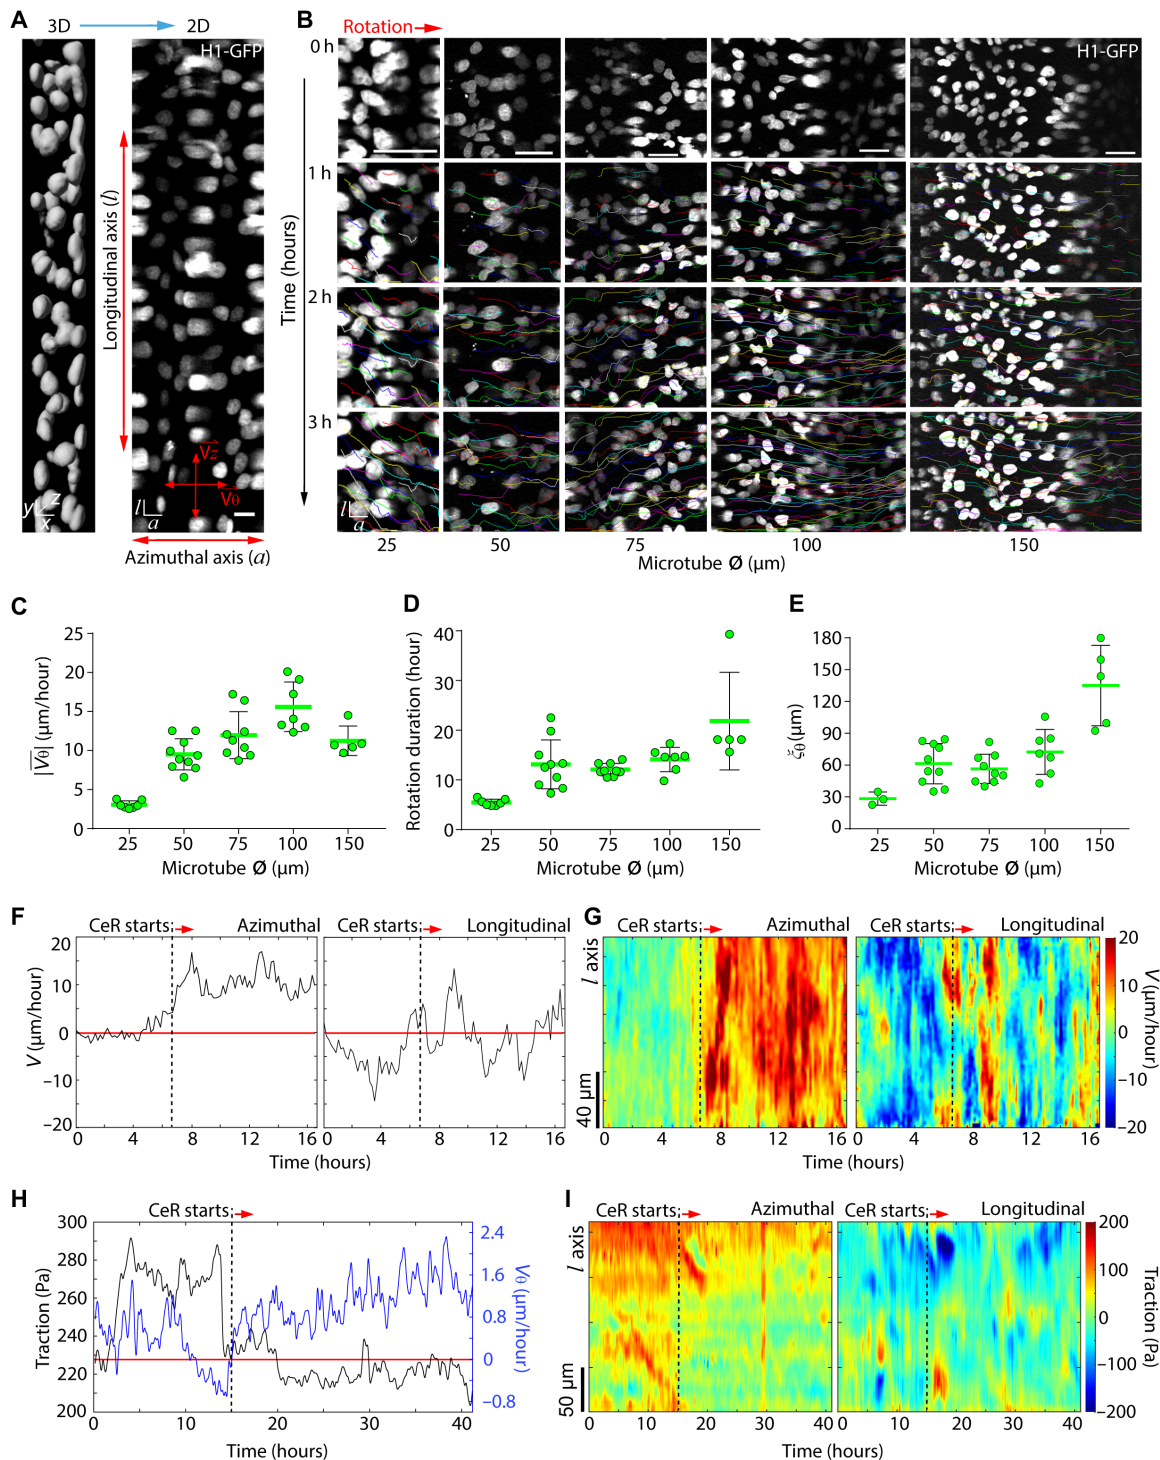 A
3D
2D
H1-GFP
Longitudinal axis (l)
Vz
Vθ
y
z
x
l
a
Azimuthal axis (a)
B
Rotation
H1-GFP
0 h
1 h
2 h
3 h
Time (hours)
l
a
25
50
75
100
150
Microtube Ø (µm)
C
|Vθ| (µm/hour)
25
20
15
10
5
0
25
50
75
100
150
Microtube Ø (µm)
D
Rotation duration (hour)
40
30
20
10
0
25
50
75
100
150
Microtube Ø (µm)
E
ξθ (µm)
180
150
120
90
60
30
0
25
50
75
100
150
Microtube Ø (µm)
F
CeR starts
Azimuthal
CeR starts
Longitudinal
V (µm/hour)
20
10
0
−10
−20
0 4 8 12 16
0 4 8 12 16
Time (hours)
G
CeR starts
Azimuthal
CeR starts
Longitudinal
l axis
40 µm
0 4 8 12 16
0 4 8 12 16
Time (hours)
20
10
0
−10
−20
V (µm/hour)
H
CeR starts
Traction (Pa)
300
280
260
240
220
200
2.4
1.6
0.8
0
−0.8
Vθ (µm/hour)
0 10 20 30 40
Time (hours)
I
CeR starts
Azimuthal
CeR starts
Longitudinal
l axis
50 µm
0 10 20 30 40
0 10 20 30 40
Time (hours)
200
100
0
−100
−200
Traction (Pa)